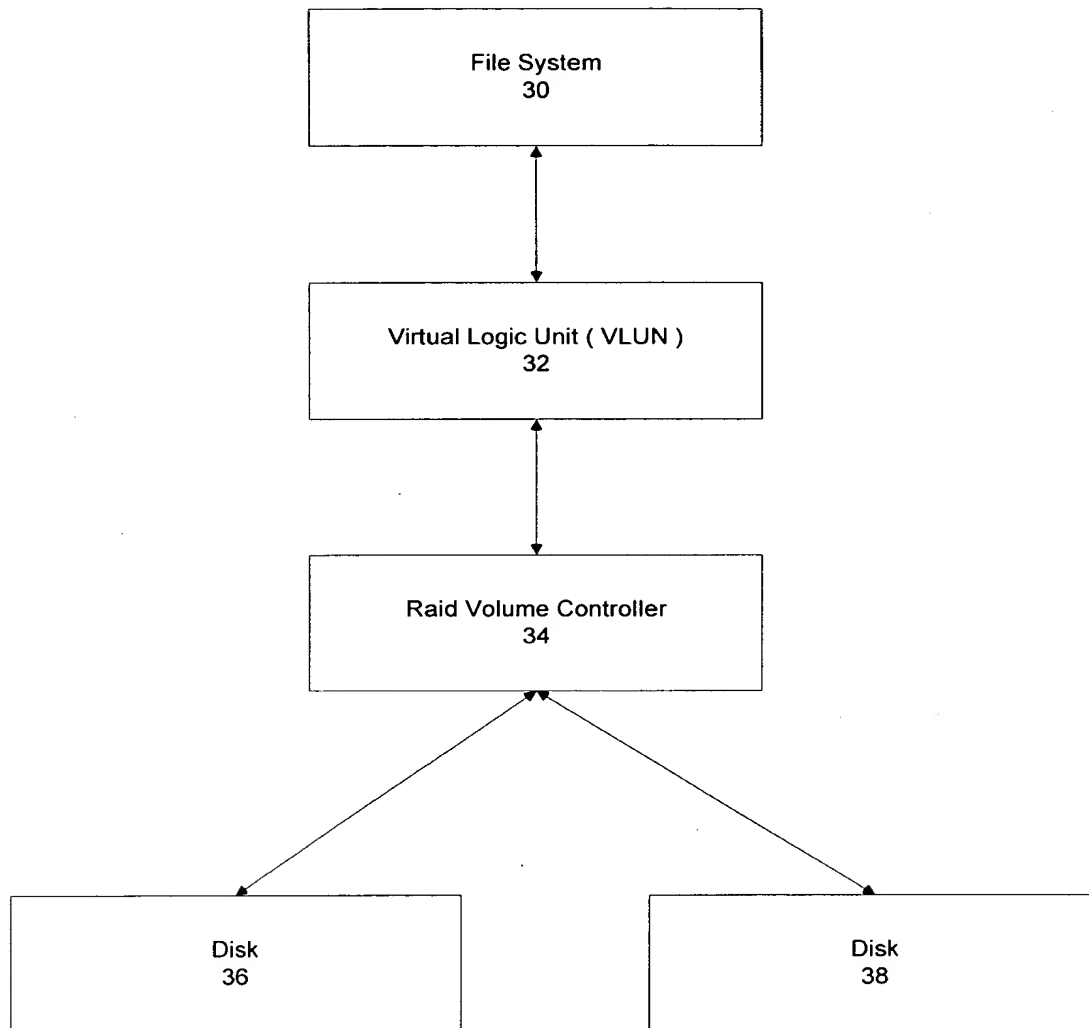 File System
30
Virtual Logic Unit ( VLUN )
32
Raid Volume Controller
34
Disk
36
Disk
38